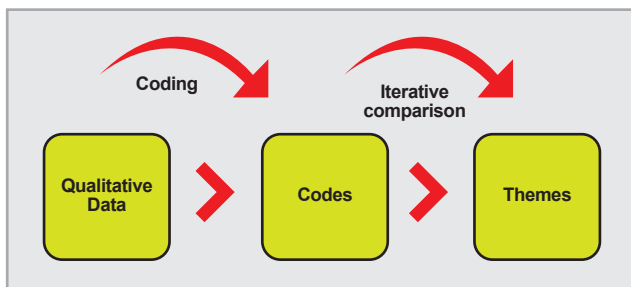 Coding
Iterative
comparison
Qualitative
Data
Codes
Themes